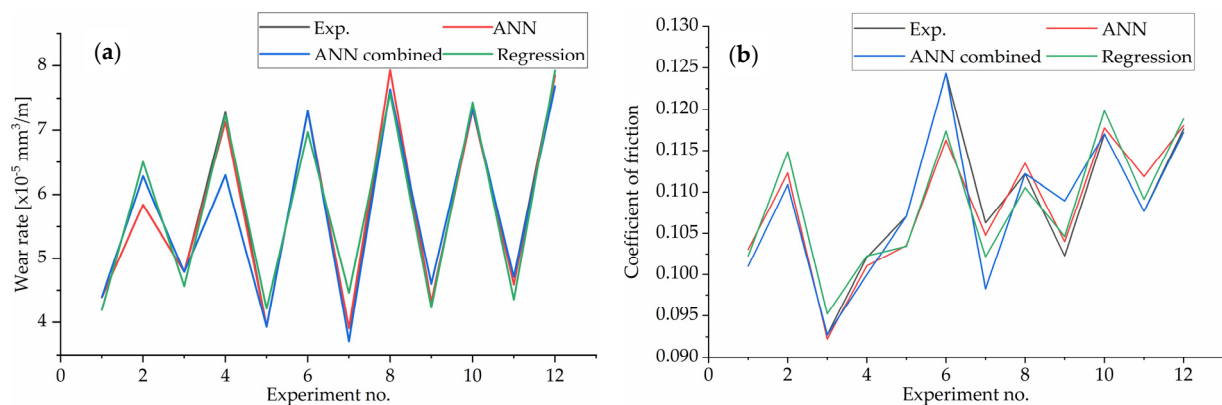 (a)
Exp.
ANN
ANN combined
Regression
Wear rate [x10⁻⁵ mm³/m]
8
7
6
5
4
0
2
4
6
8
10
12
Experiment no.
(b)
Exp.
ANN
ANN combined
Regression
Coefficient of friction
0.130
0.125
0.120
0.115
0.110
0.105
0.100
0.095
0.090
0
2
4
6
8
10
12
Experiment no.